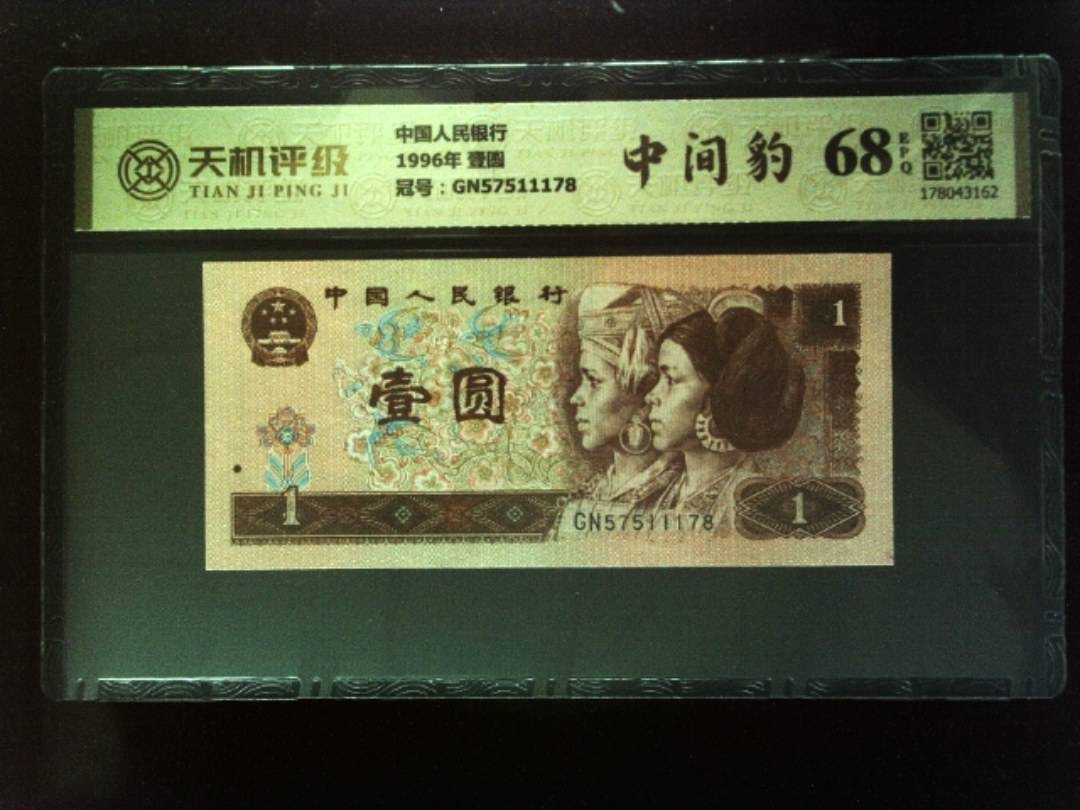 天机评级
TIAN JI PING JI
中国人民银行
1996年 壹圆
冠号：GN57511178
中间豹
68
EPQ
178043162
中国人民银行
1
壹圆
1
GN57511178
1